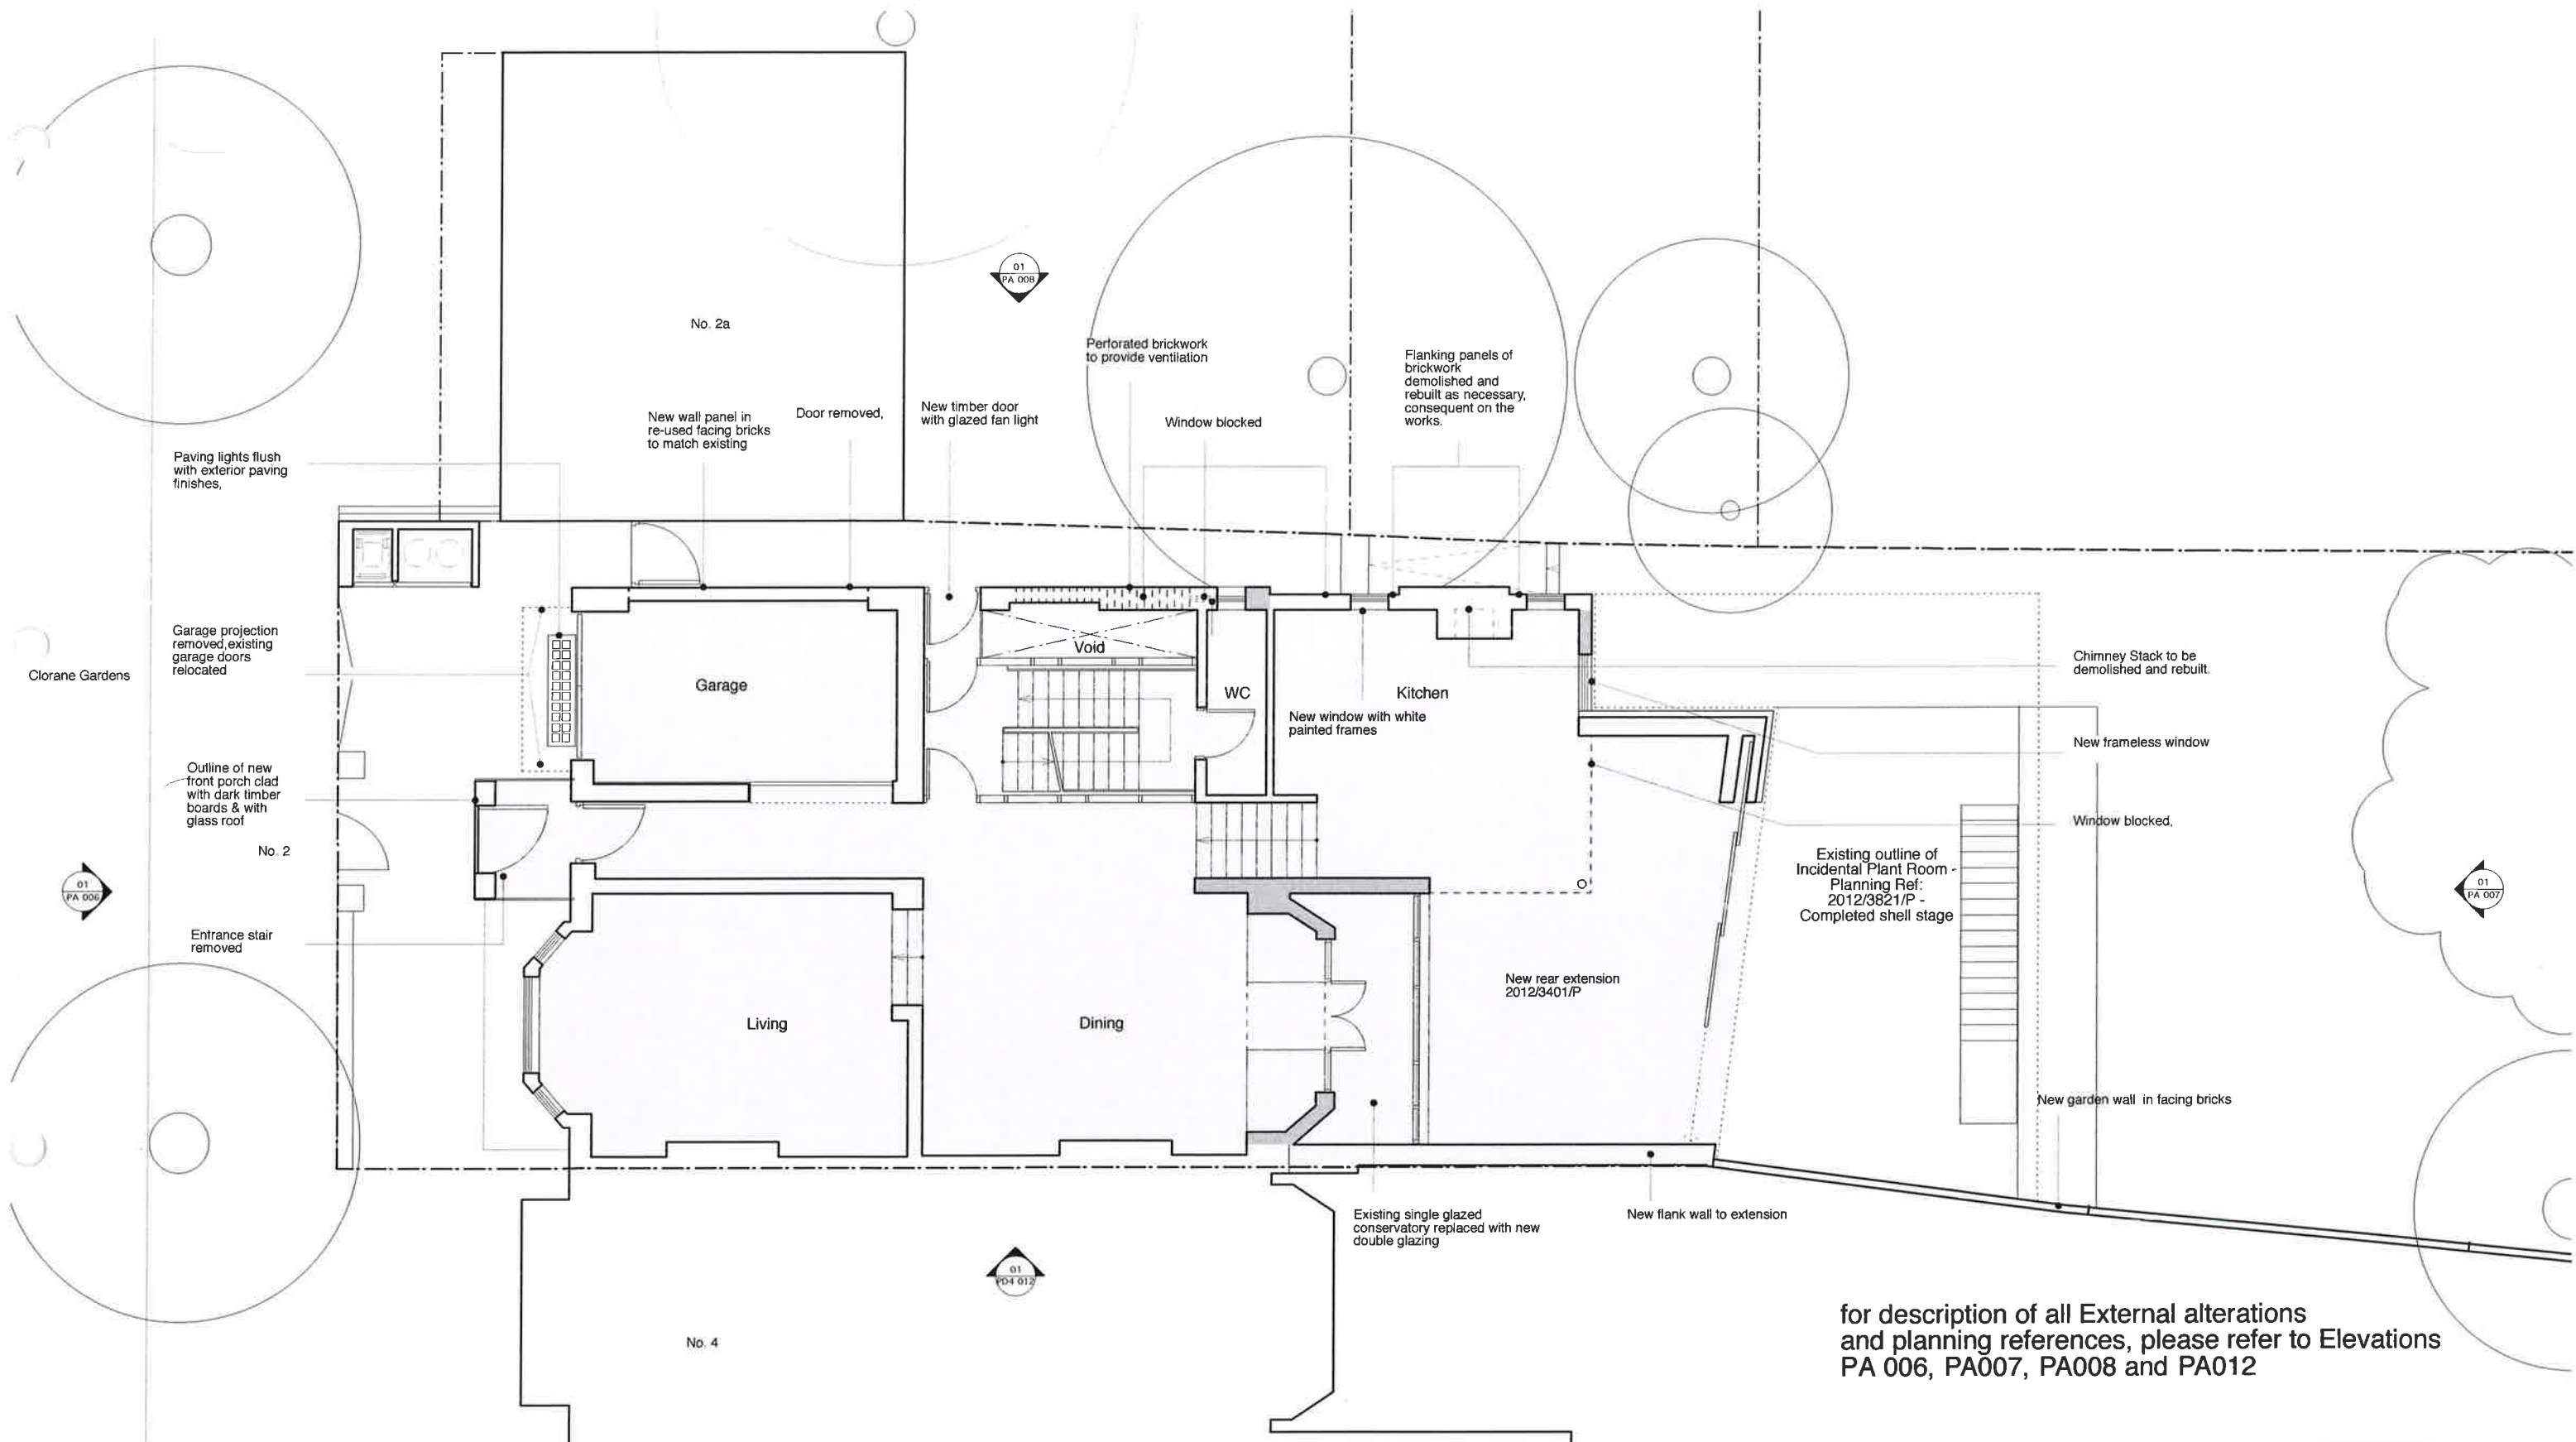 01
PA 008
No. 2a
Perforated brickwork
to provide ventilation
Flanking panels of
brickwork
demolished and
rebuilt as necessary,
consequent on the
works.
New wall panel in
re-used facing bricks
to match existing
Door removed,
New timber door
with glazed fan light
Window blocked
Paving lights flush
with exterior paving
finishes,
Garage projection
removed,existing
garage doors
relocated
Clorane Gardens
Void
Garage
WC
Kitchen
New window with white
painted frames
Chimney Stack to be
demolished and rebuilt.
New frameless window
Outline of new
front porch clad
with dark timber
boards & with
glass roof
No. 2
Window blocked,
Existing outline of
Incidental Plant Room -
Planning Ref:
2012/3821/P -
Completed shell stage
01
PA 006
01
PA 007
Entrance stair
removed
New rear extension
2012/3401/P
Living
Dining
New garden wall in facing bricks
Existing single glazed
conservatory replaced with new
double glazing
New flank wall to extension
01
PD4 012
No. 4
for description of all External alterations
and planning references, please refer to Elevations
PA 006, PA007, PA008 and PA012